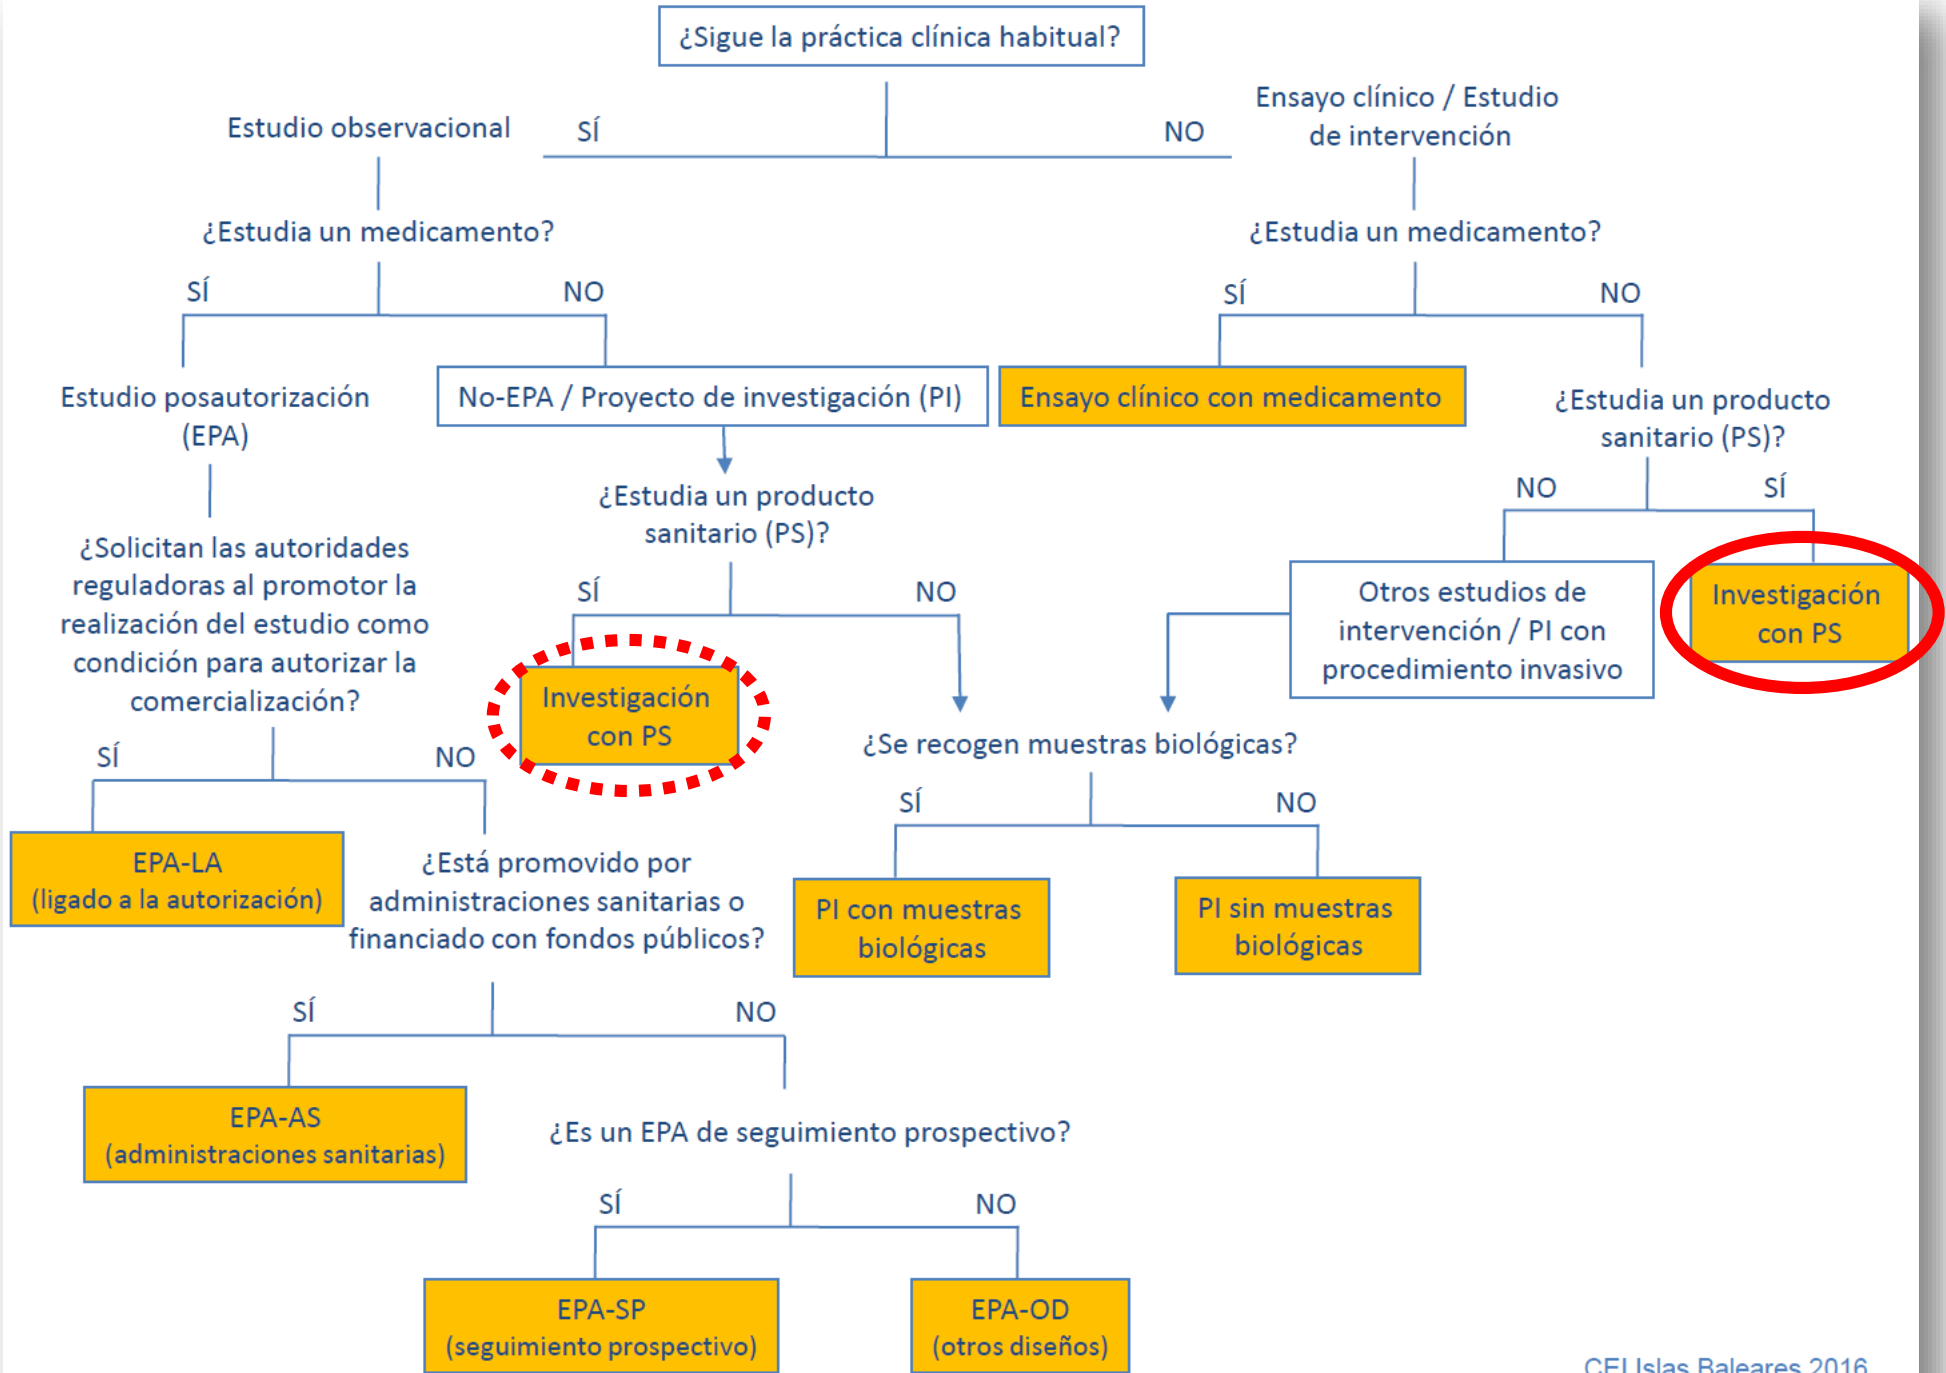 ¿Sigue la práctica clínica habitual?
Ensayo clínico / Estudio
de intervención
Estudio observacional
SÍ
NO
¿Estudia un medicamento?
¿Estudia un medicamento?
SÍ
NO
SÍ
NO
Estudio posautorización
(EPA)
No-EPA / Proyecto de investigación (PI)
Ensayo clínico con medicamento
¿Estudia un producto
sanitario (PS)?
NO
SÍ
¿Estudia un producto
sanitario (PS)?
¿Solicitan las autoridades
reguladoras al promotor la
realización del estudio como
condición para autorizar la
comercialización?
SÍ
NO
Otros estudios de
intervención / PI con
procedimiento invasivo
Investigación
con PS
Investigación
con PS
¿Se recogen muestras biológicas?
SÍ
NO
SÍ
NO
EPA-LA
(ligado a la autorización)
¿Está promovido por
administraciones sanitarias o
financiado con fondos públicos?
PI con muestras
biológicas
PI sin muestras
biológicas
SÍ
NO
EPA-AS
(administraciones sanitarias)
¿Es un EPA de seguimiento prospectivo?
SÍ
NO
EPA-SP
(seguimiento prospectivo)
EPA-OD
(otros diseños)
CEI Islas Baleares 2016